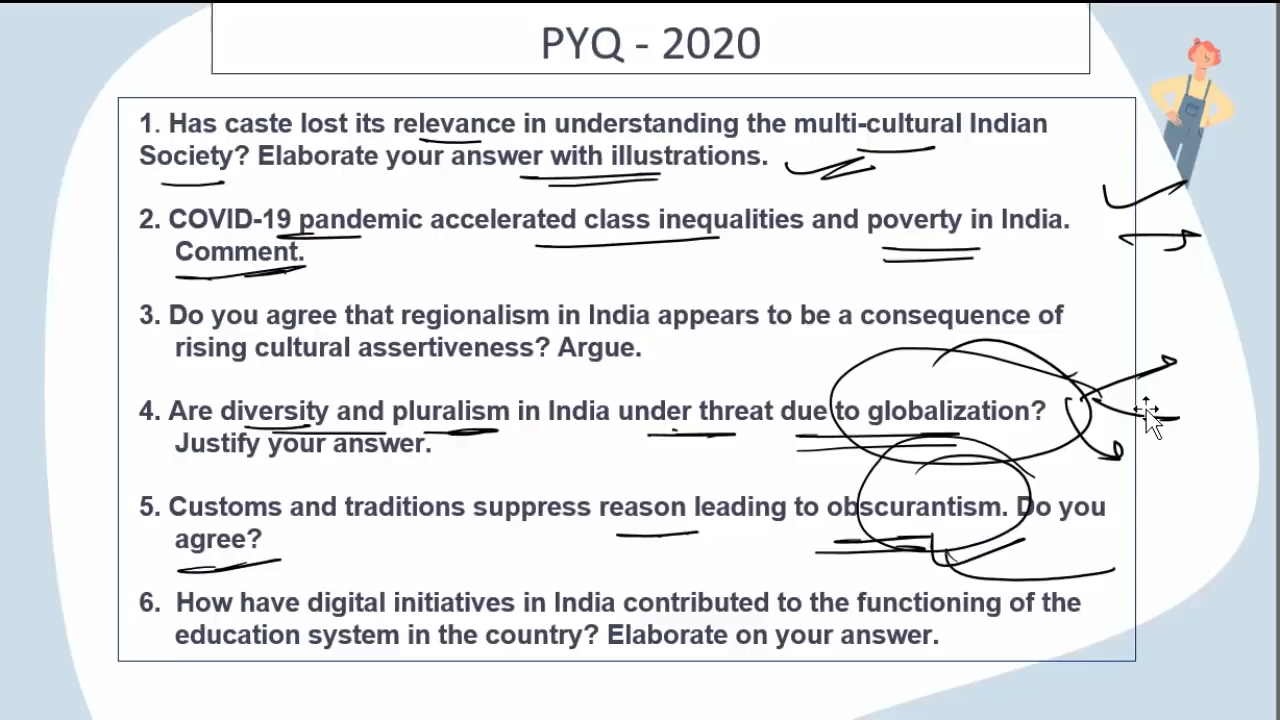 PYQ - 2020
1. Has caste lost its relevance in understanding the multi-cultural Indian
Society? Elaborate your answer with illustrations.
2. COVID-19 pandemic accelerated class inequalities and poverty in India.
Comment.
3. Do you agree that regionalism in India appears to be a consequence of
rising cultural assertiveness? Argue.
4. Are diversity and pluralism in India under threat due to globalization?
Justify your answer.
5. Customs and traditions suppress reason leading to obscurantism. Do you
agree?
6. How have digital initiatives in India contributed to the functioning of the
education system in the country? Elaborate on your answer.